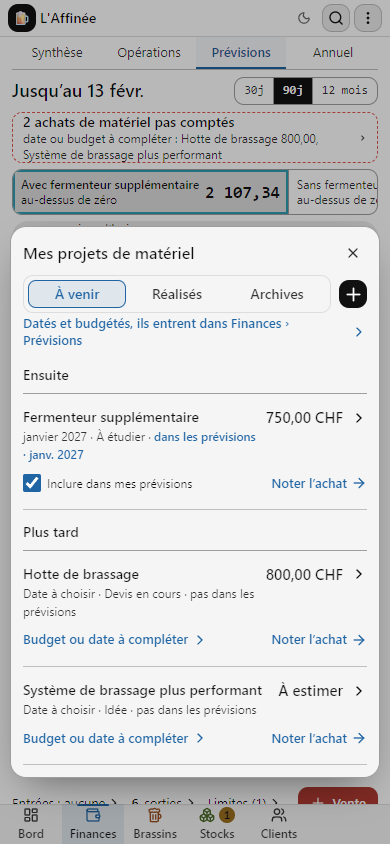 L'Affinée
Synthèse Opérations Prévisions Annuel
Jusqu'au 13 févr. 30j 90j 12 mois
2 achats de matériel pas comptés
date ou budget à compléter : Hotte de brassage 800,00,
Système de brassage plus performant
Avec fermenteur supplémentaire 2 107,34 Sans fermenteu
au-dessus de zéro au-dessus de z
Mes projets de matériel
À venir Réalisés Archives
Datés et budgétés, ils entrent dans Finances ›
Prévisions
Ensuite
Fermenteur supplémentaire 750,00 CHF
janvier 2027 · À étudier · dans les prévisions
· janv. 2027
Inclure dans mes prévisions Noter l'achat
Plus tard
Hotte de brassage 800,00 CHF
Date à choisir · Devis en cours · pas dans les
prévisions
Budget ou date à compléter Noter l'achat
Système de brassage plus performant À estimer
Date à choisir · Idée · pas dans les prévisions
Budget ou date à compléter Noter l'achat
Entrées : aucune 6 sorties Limites (1) Vente
1
Bord Finances Brassins Stocks Clients